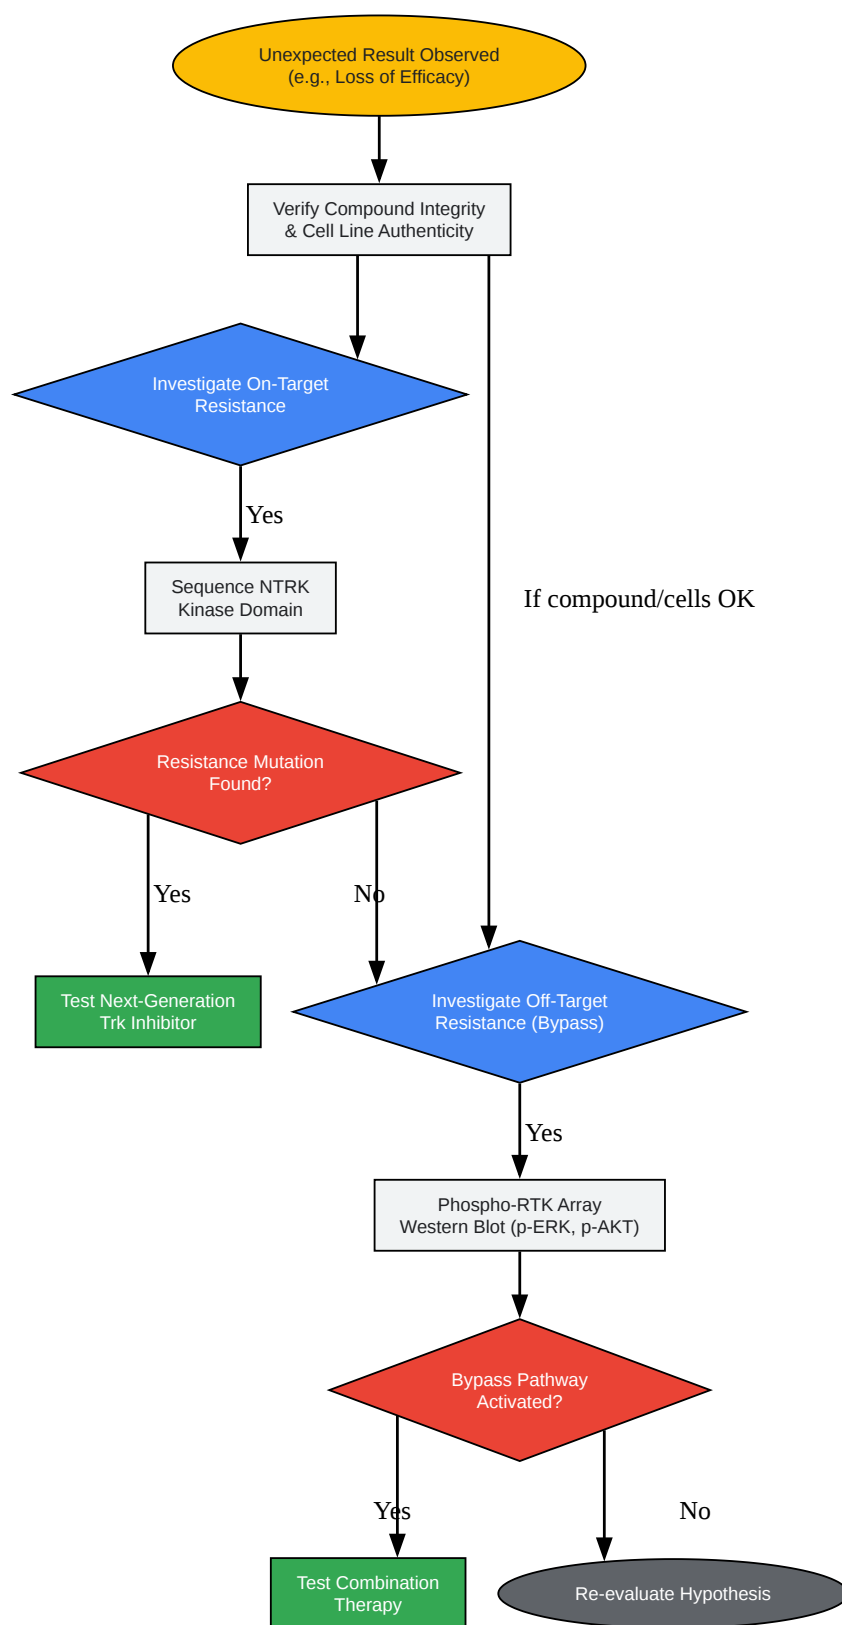 Unexpected Result Observed
(e.g., Loss of Efficacy)
Verify Compound Integrity
& Cell Line Authenticity
Investigate On-Target
Resistance
Yes
Sequence NTRK
Kinase Domain
If compound/cells OK
Resistance Mutation
Found?
Yes
No
Test Next-Generation
Trk Inhibitor
Investigate Off-Target
Resistance (Bypass)
Yes
Phospho-RTK Array
Western Blot (p-ERK, p-AKT)
Bypass Pathway
Activated?
Yes
No
Test Combination
Therapy
Re-evaluate Hypothesis